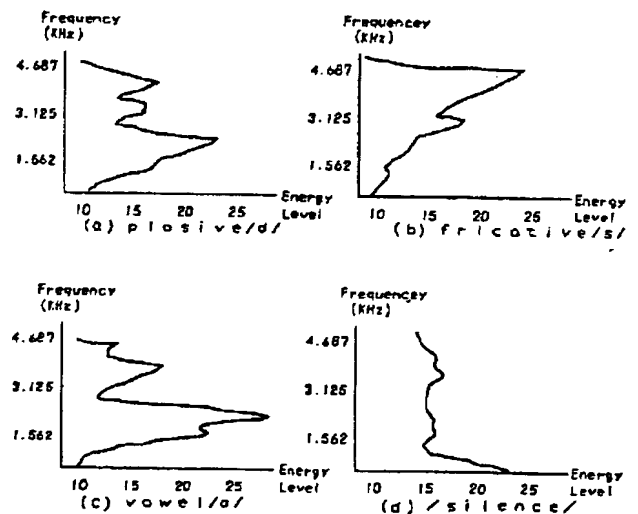 Frequency
(KHz)
4.687
3.125
1.562
10 15 20 25
Energy
Level
(a) plosive/d/
Frequencey
(KHz)
4.687
3.125
1.562
10 15 20 25
Energy
Level
(b) fricative/s/
Frequency
(KHz)
4.687
3.125
1.562
10 15 20 25
Energy
Level
(c) vowel/a/
Frequencey
(KHz)
4.687
3.125
1.562
10 15 20 25
Energy
Level
(d) /silence/